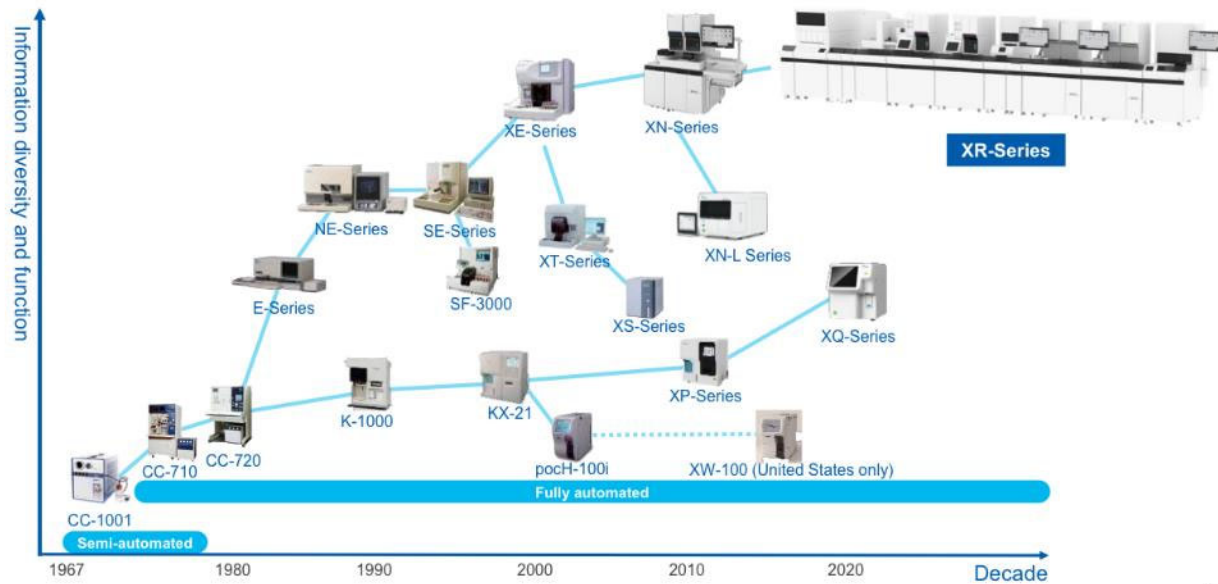 Information diversity and function
XR-Series
XE-Series
XN-Series
NE-Series
SE-Series
XT-Series
XN-L Series
E-Series
SF-3000
XS-Series
XQ-Series
K-1000
KX-21
XP-Series
CC-710
CC-720
pocH-100i
XW-100 (United States only)
Fully automated
CC-1001
Semi-automated
1967
1980
1990
2000
2010
2020
Decade